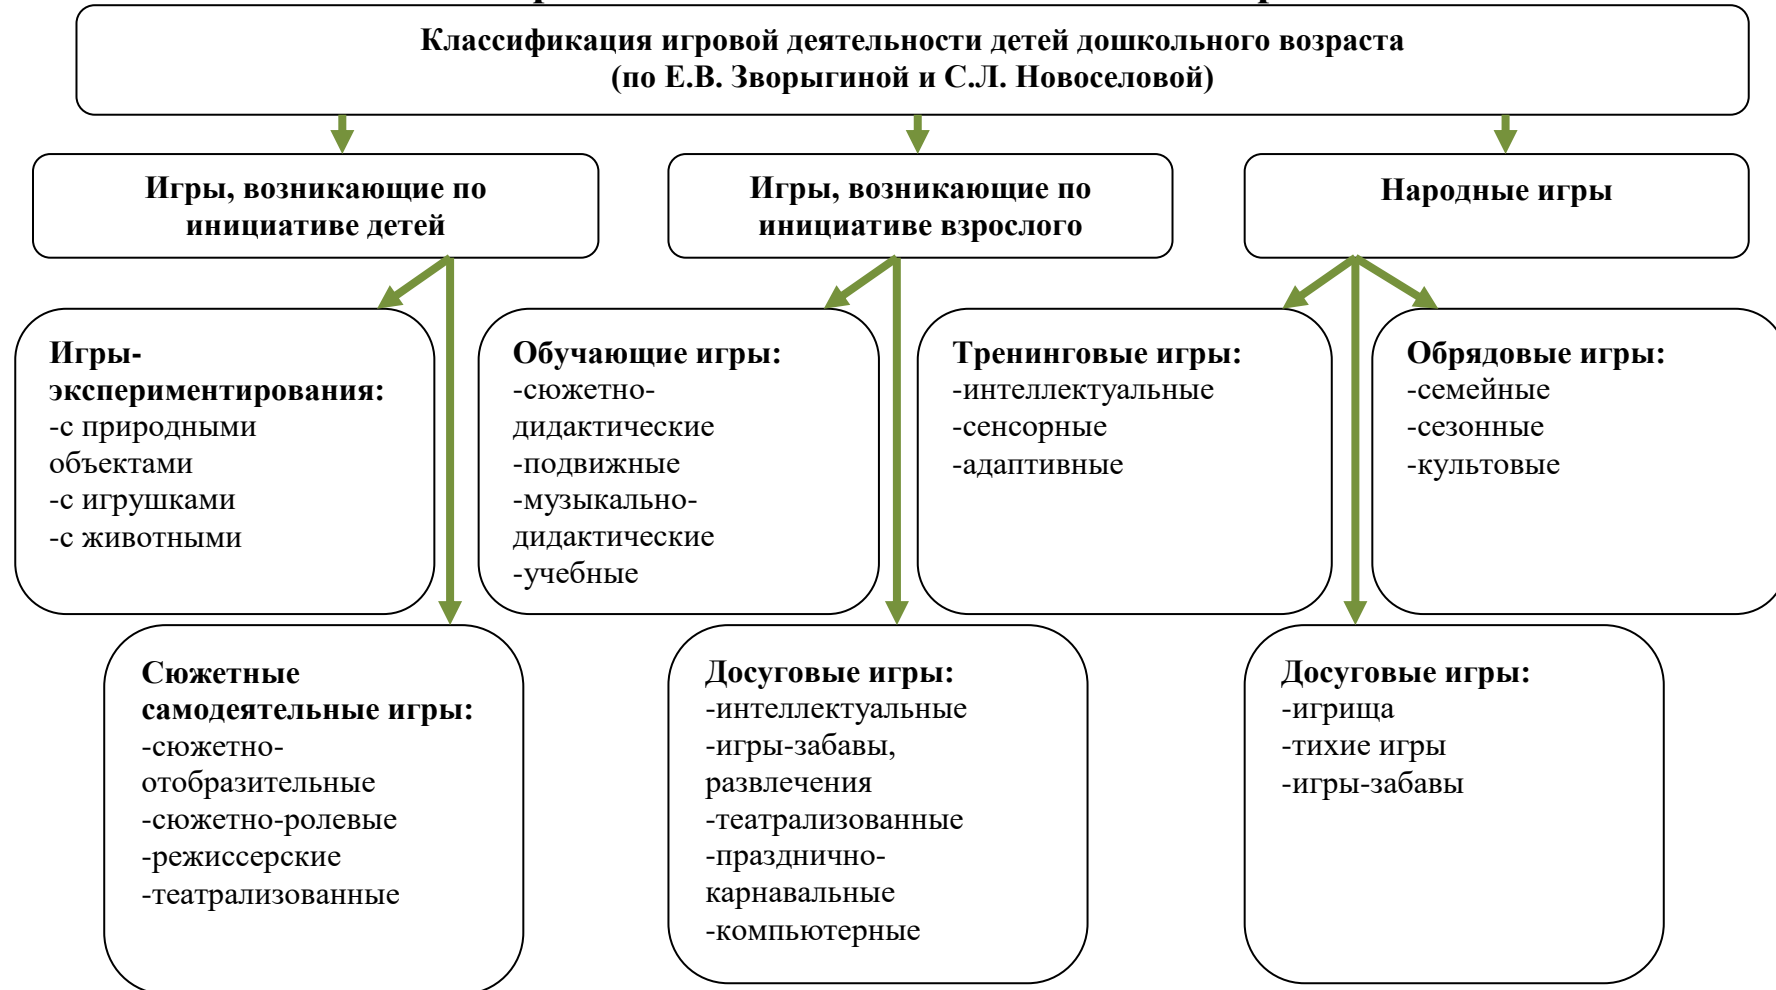 Классификация игровой деятельности детей дошкольного возраста
(по Е.В. Зворыгиной и С.Л. Новоселовой)
Игры, возникающие по
инициативе детей
Игры, возникающие по
инициативе взрослого
Народные игры
Игры-
экспериментирования:
-с природными
объектами
-с игрушками
-с животными
Обучающие игры:
-сюжетно-
дидактические
-подвижные
-музыкально-
дидактические
-учебные
Тренинговые игры:
-интеллектуальные
-сенсорные
-адаптивные
Обрядовые игры:
-семейные
-сезонные
-культовые
Сюжетные
самодеятельные игры:
-сюжетно-
отобразительные
-сюжетно-ролевые
-режиссерские
-театрализованные
Досуговые игры:
-интеллектуальные
-игры-забавы,
развлечения
-театрализованные
-празднично-
карнавальные
-компьютерные
Досуговые игры:
-игрища
-тихие игры
-игры-забавы